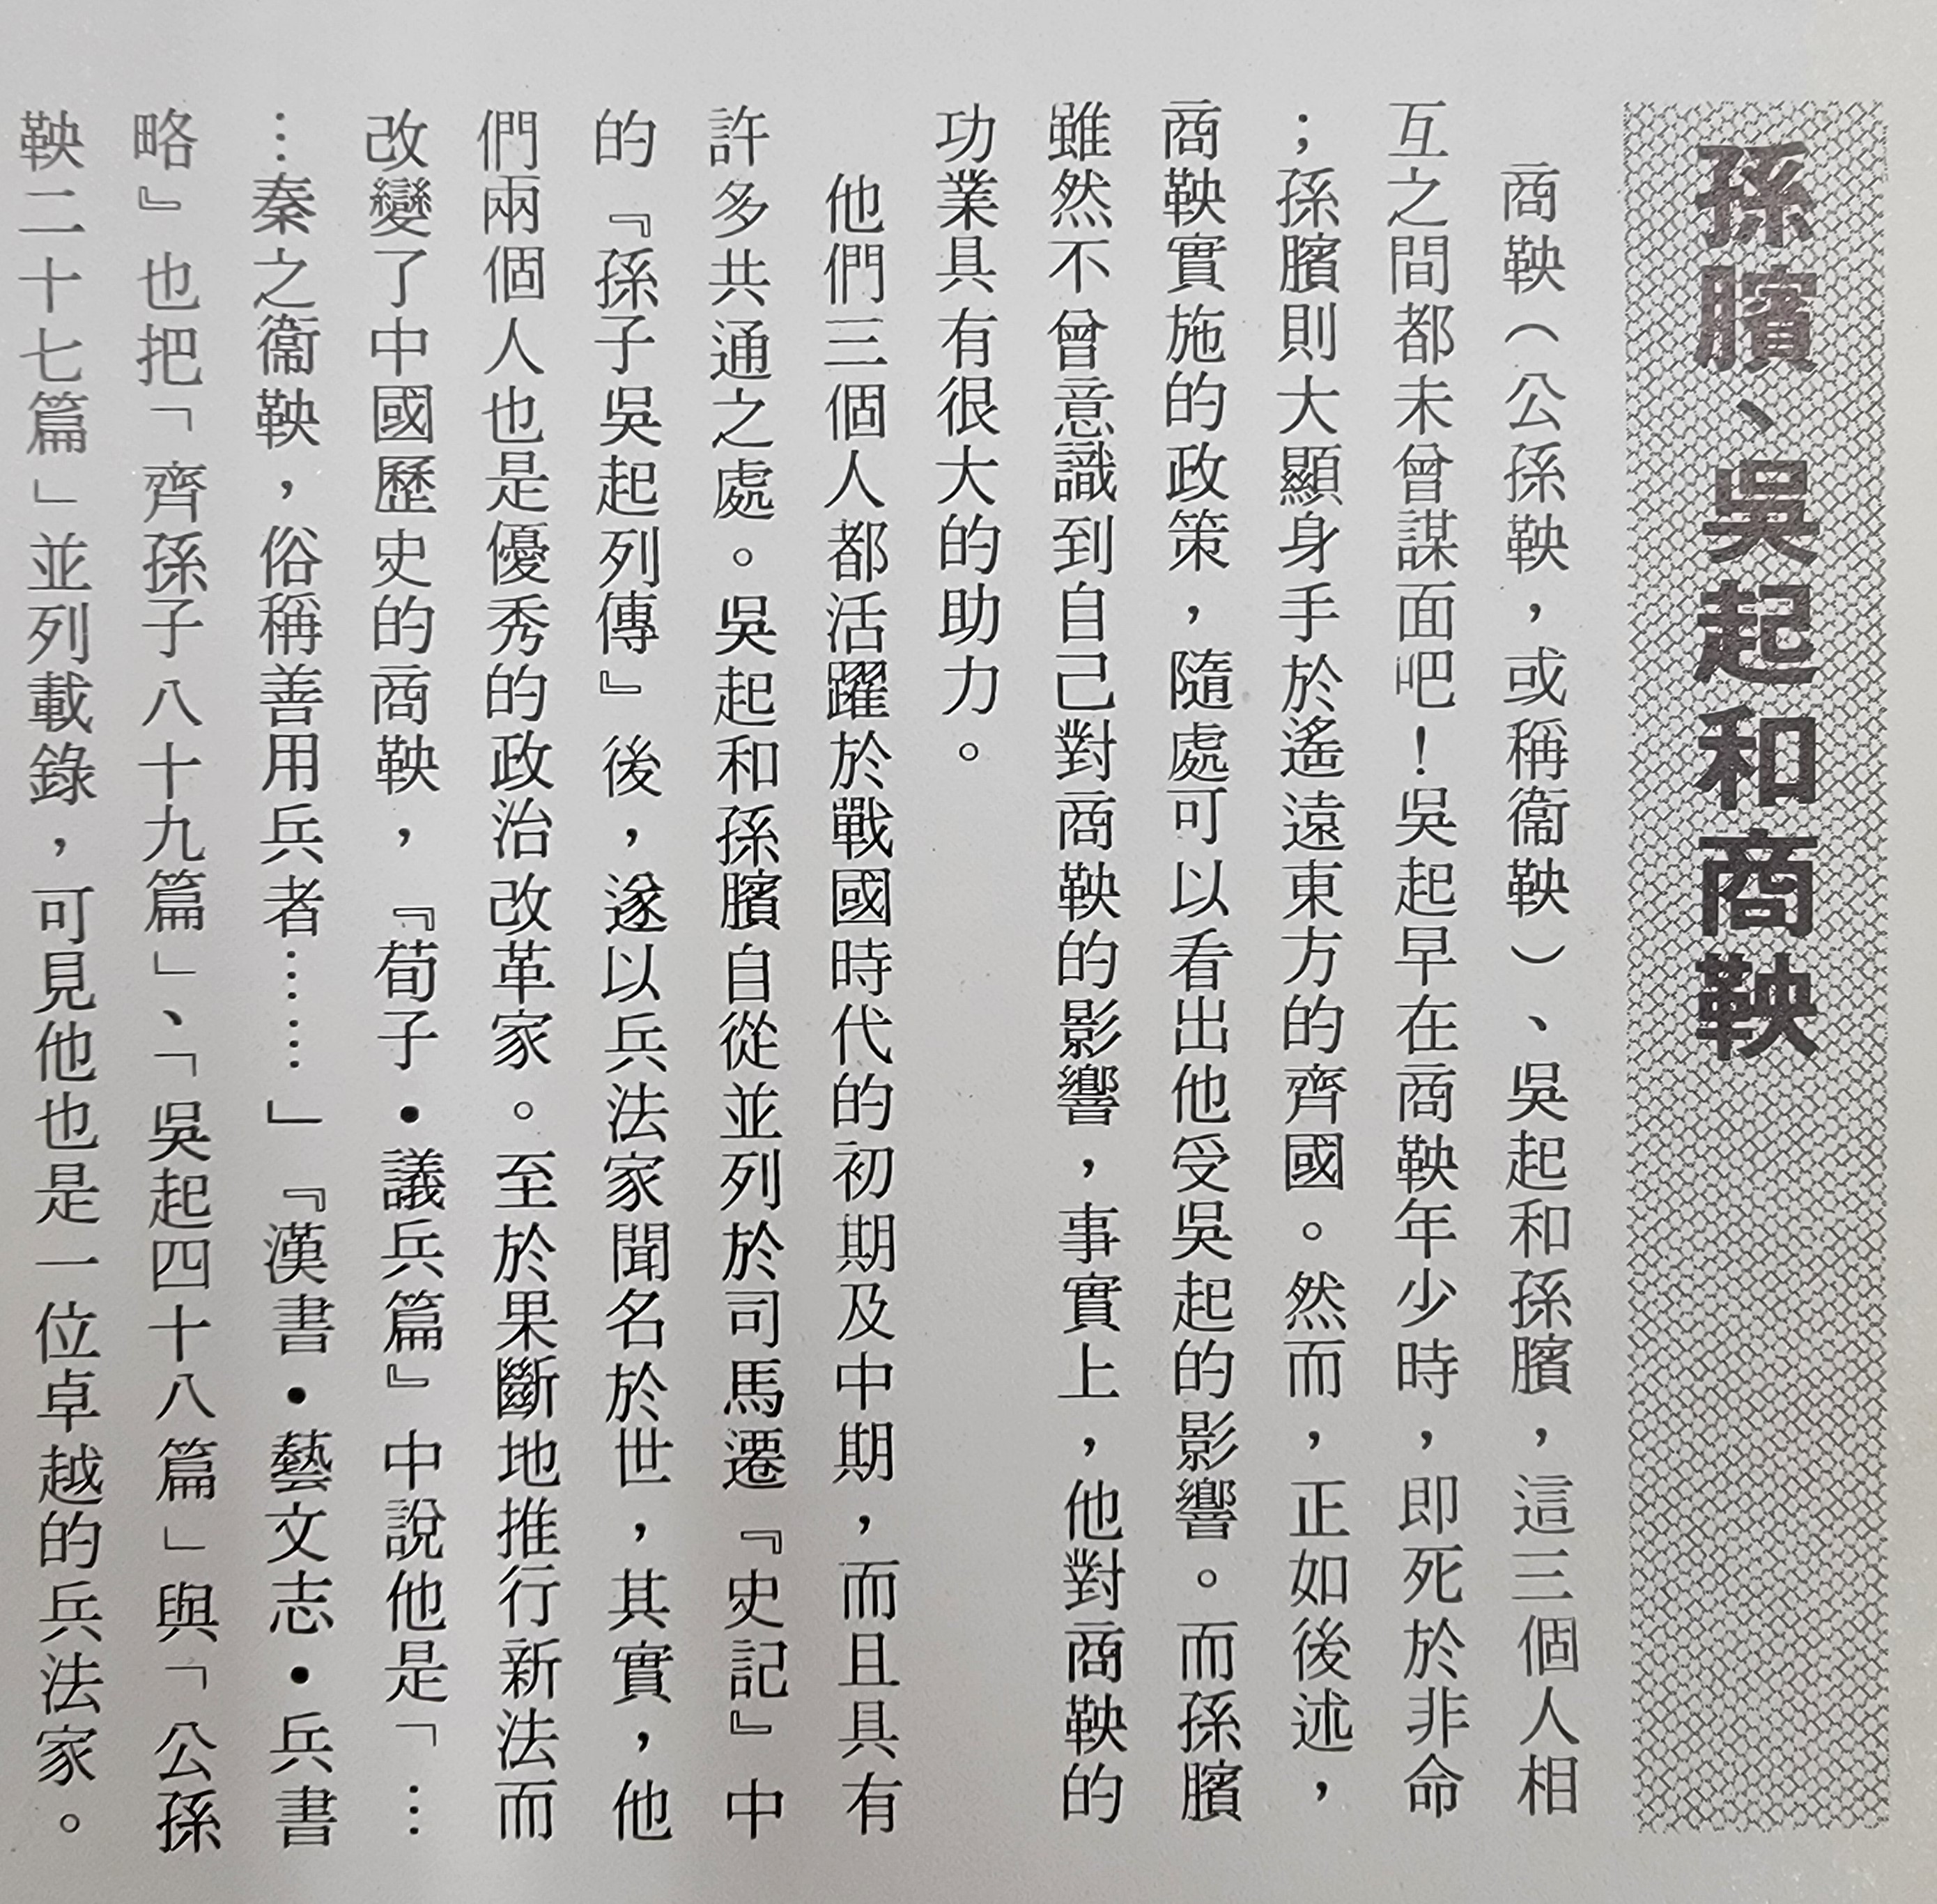 孫臏、吳起和商鞅
商鞅（公孫鞅，或稱衞鞅）、吳起和孫臏，這三個人相
互之間都未曾謀面吧！吳起早在商鞅年少時，即死於非命
；孫臏則大顯身手於遙遠東方的齊國。然而，正如後述，
商鞅實施的政策，隨處可以看出他受吳起的影響。而孫臏
雖然不曾意識到自己對商鞅的影響，事實上，他對商鞅的
功業具有很大的助力。
他們三個人都活躍於戰國時代的初期及中期，而且具有
許多共通之處。吳起和孫臏自從並列於司馬遷『史記』中
的『孫子吳起列傳』後，遂以兵法家聞名於世，其實，他
們兩個人也是優秀的政治改革家。至於果斷地推行新法而
改變了中國歷史的商鞅，『荀子•議兵篇』中說他是「…
…秦之衞鞅，俗稱善用兵者……」『漢書•藝文志•兵書
略』也把「齊孫子八十九篇」、「吳起四十八篇」與「公孫
鞅二十七篇」並列載錄，可見他也是一位卓越的兵法家。